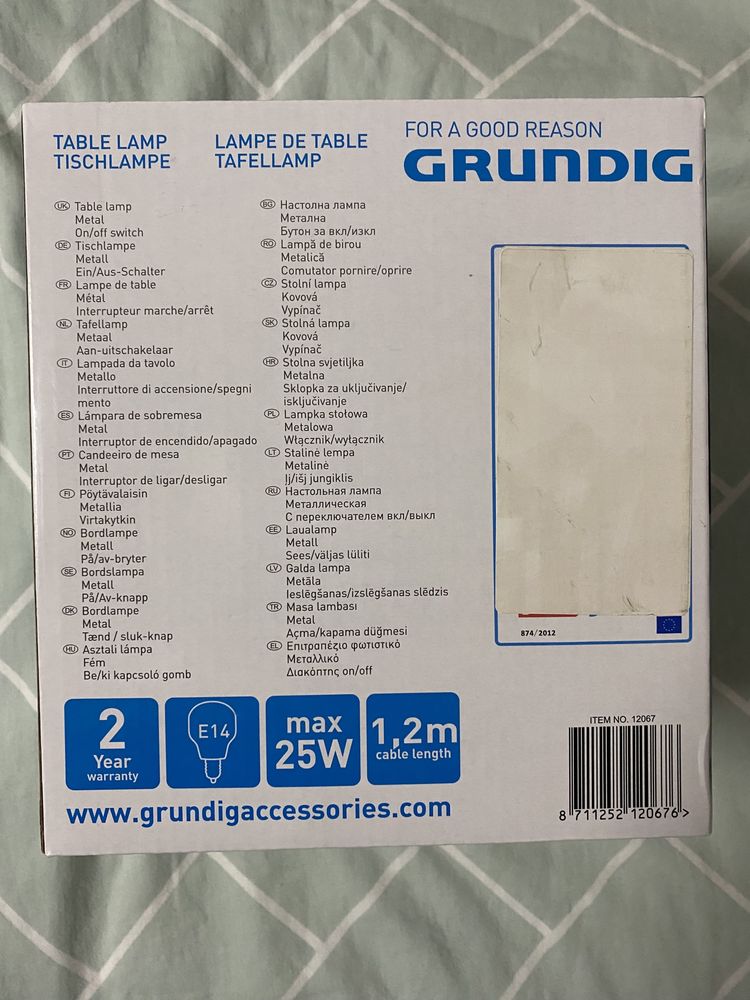 TABLE LAMP
TISCHLAMPE
LAMPE DE TABLE
TAFELLAMP
FOR A GOOD REASON
GRUNDIG
UK Table lamp
Metal
On/off switch
DE Tischlampe
Metall
Ein/Aus-Schalter
FR Lampe de table
Métal
Interrupteur marche/arrêt
NL Tafellamp
Metaal
Aan-uitschakelaar
IT Lampada da tavolo
Metallo
Interruttore di accensione/spegni
mento
ES Lámpara de sobremesa
Metal
Interruptor de encendido/apagado
PT Candeeiro de mesa
Metal
Interruptor de ligar/desligar
FI Pöytävalaisin
Metallia
Virtakytkin
NO Bordlampe
Metall
På/av-bryter
SE Bordslampa
Metall
På/Av-knapp
DK Bordlampe
Metal
Tænd / sluk-knap
HU Asztali lámpa
Fém
Be/ki kapcsoló gomb
BG Настолна лампа
Метална
Бутон за вкл/изкл
RO Lampă de birou
Metalică
Comutator pornire/oprire
CZ Stolní lampa
Kovová
Vypínač
SK Stolná lampa
Kovová
Vypínač
HR Stolna svjetiljka
Metalna
Sklopka za uključivanje/
isključivanje
PL Lampka stołowa
Metalowa
Włącznik/wyłącznik
LT Stalinė lempa
Metalinė
Įj/išj jungiklis
RU Настольная лампа
Металлическая
С переключателем вкл/выкл
EE Laualamp
Metall
Sees/väljas lüliti
LV Galda lampa
Metāla
Ieslēgšanas/izslēgšanas slēdzis
TR Masa lambası
Metal
Açma/kapama düğmesi
EL Επιτραπέζιο φωτιστικό
Μεταλλικό
Διακόπτης on/off
874/2012
2
Year
warranty
E14
max
25W
1,2m
cable length
www.grundigaccessories.com
ITEM NO. 12067
8 711252 120676 >